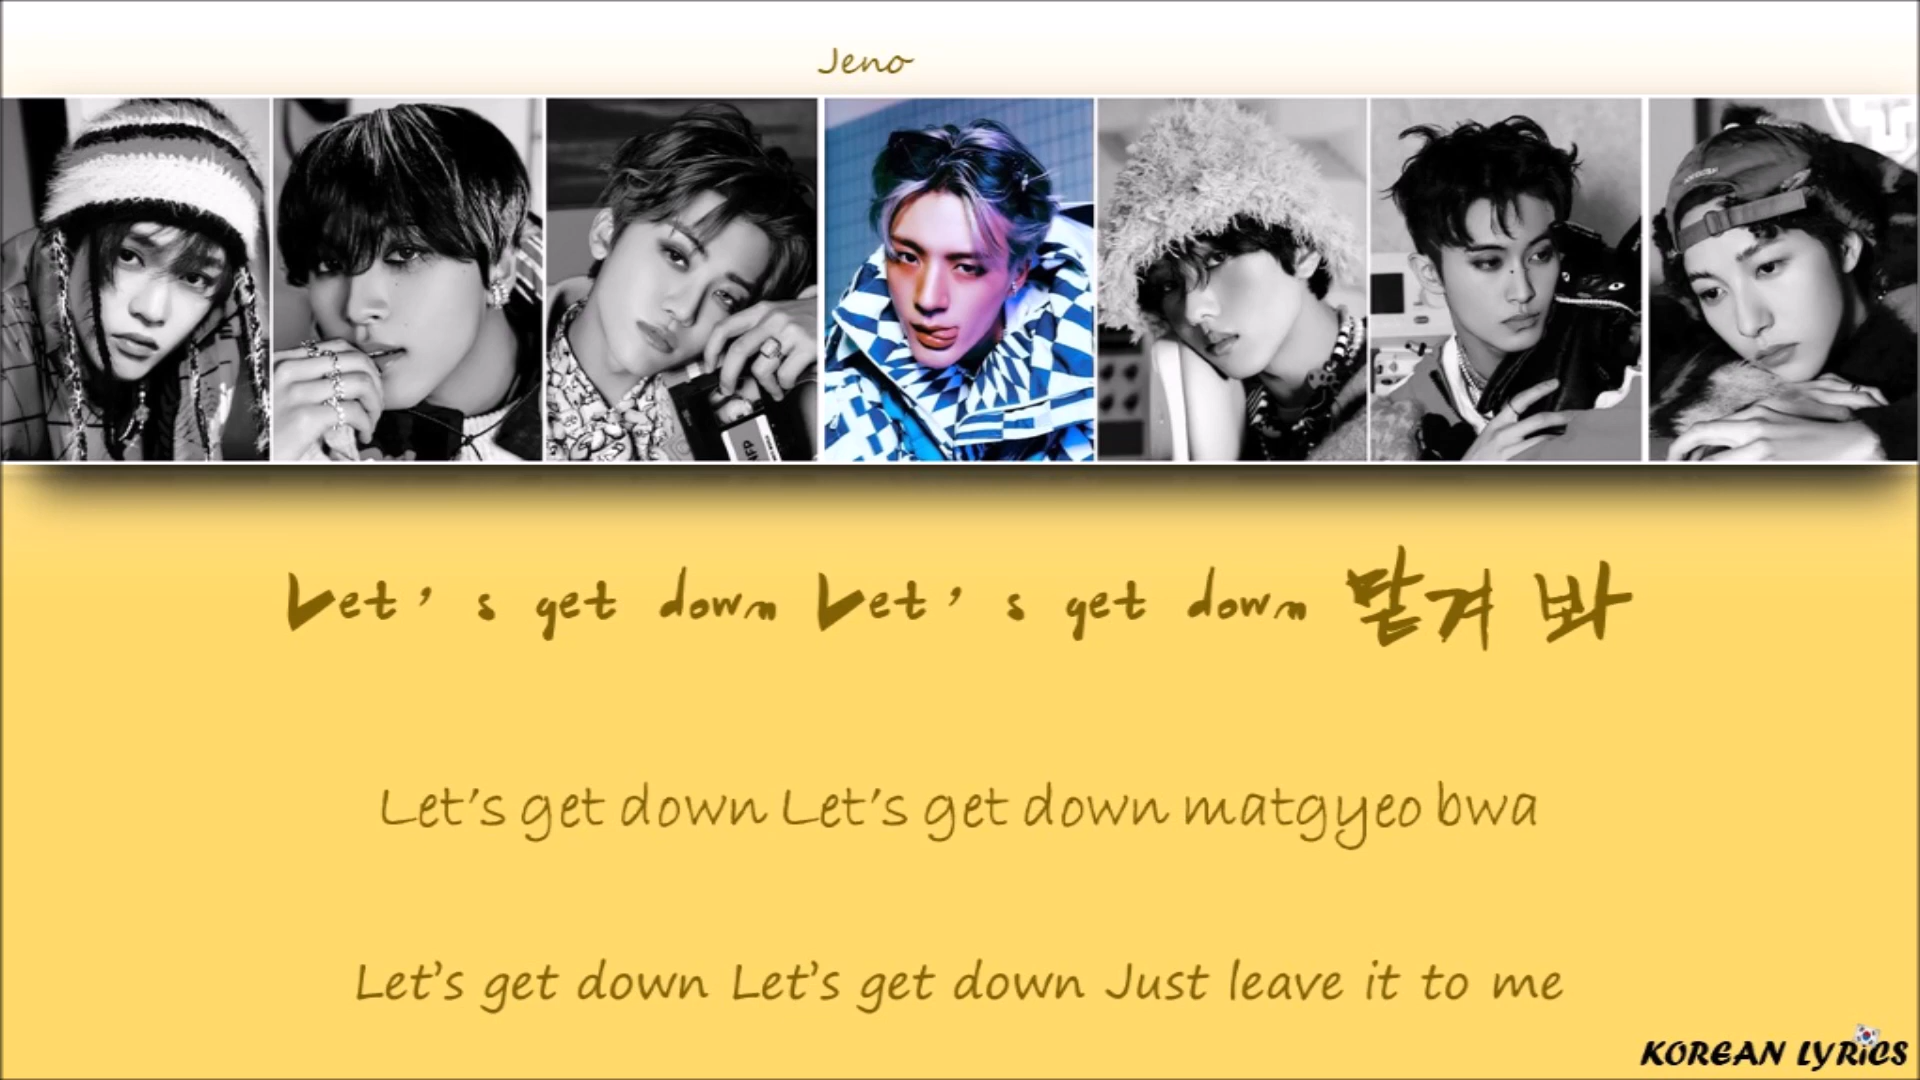 Jeno
Let's get down Let's get down 맡겨 봐
Let's get down Let's get down matgyeo bwa
Let's get down Let's get down Just leave it to me
KOREAN LYRiCS